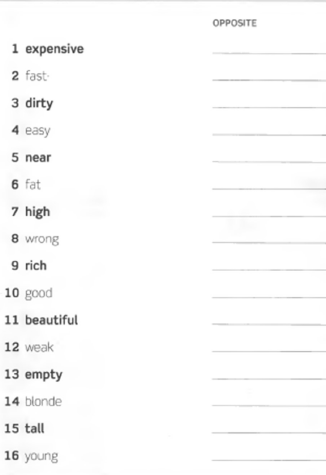 OPPOSITE
1 expensive
2 fast
3 dirty
4 easy
5 near
6 fat
7 high
8 wrong
9 rich
10 good
11 beautiful
12 weak
13 empty
14 blonde
15 tall
16 young